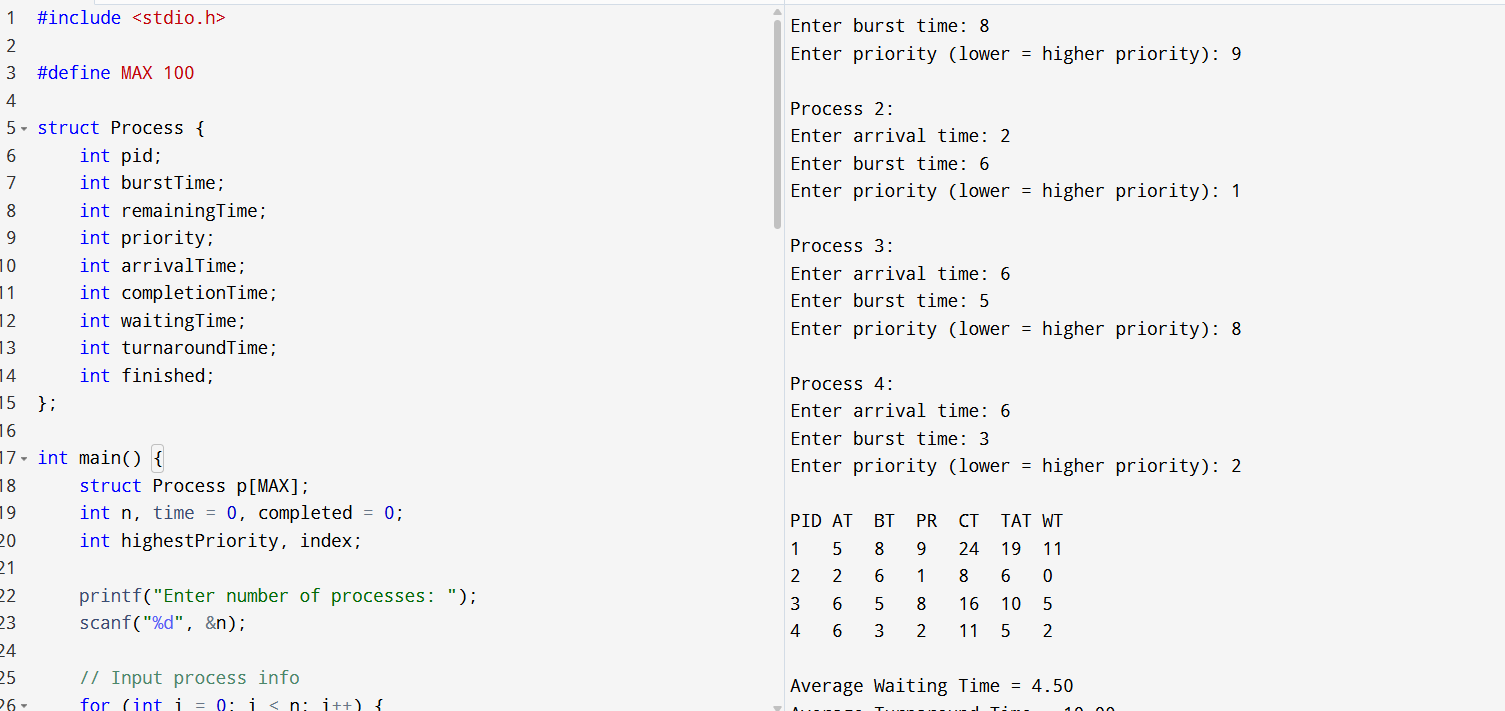 1 #include <stdio.h>
2
3 #define MAX 100
4
5 struct Process {
6     int pid;
7     int burstTime;
8     int remainingTime;
9     int priority;
10     int arrivalTime;
11     int completionTime;
12     int waitingTime;
13     int turnaroundTime;
14     int finished;
15 };
16
17 int main() {
18     struct Process p[MAX];
19     int n, time = 0, completed = 0;
20     int highestPriority, index;
21
22     printf("Enter number of processes: ");
23     scanf("%d", &n);
24
25     // Input process info
26     for (int i = 0; i < n; i++) {
Enter burst time: 8
Enter priority (lower = higher priority): 9

Process 2:
Enter arrival time: 2
Enter burst time: 6
Enter priority (lower = higher priority): 1

Process 3:
Enter arrival time: 6
Enter burst time: 5
Enter priority (lower = higher priority): 8

Process 4:
Enter arrival time: 6
Enter burst time: 3
Enter priority (lower = higher priority): 2

PID AT  BT  PR  CT  TAT WT
1   5   8   9   24  19  11
2   2   6   1   8   6   0
3   6   5   8   16  10  5
4   6   3   2   11  5   2

Average Waiting Time = 4.50
Average Turnaround Time = 10.00